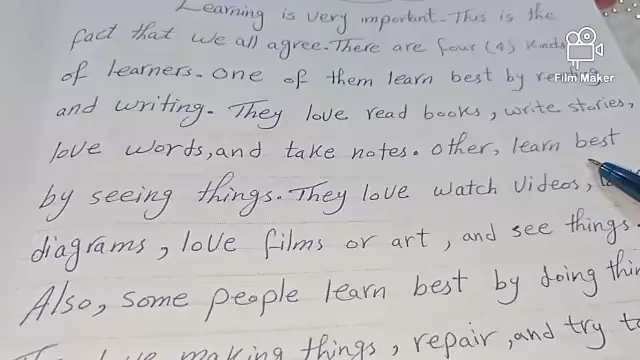 Learning is very important. This is the
fact that we all agree. There are four (4) kinds
of learners. One of them learn best by
and writing. They love read books, write stories,
love words, and take notes. Other, learn best
by seeing things. They love watch videos,
diagrams, love films or art, and see things.
Also, some people learn best by doing
making things, repair, and try to
Film Maker